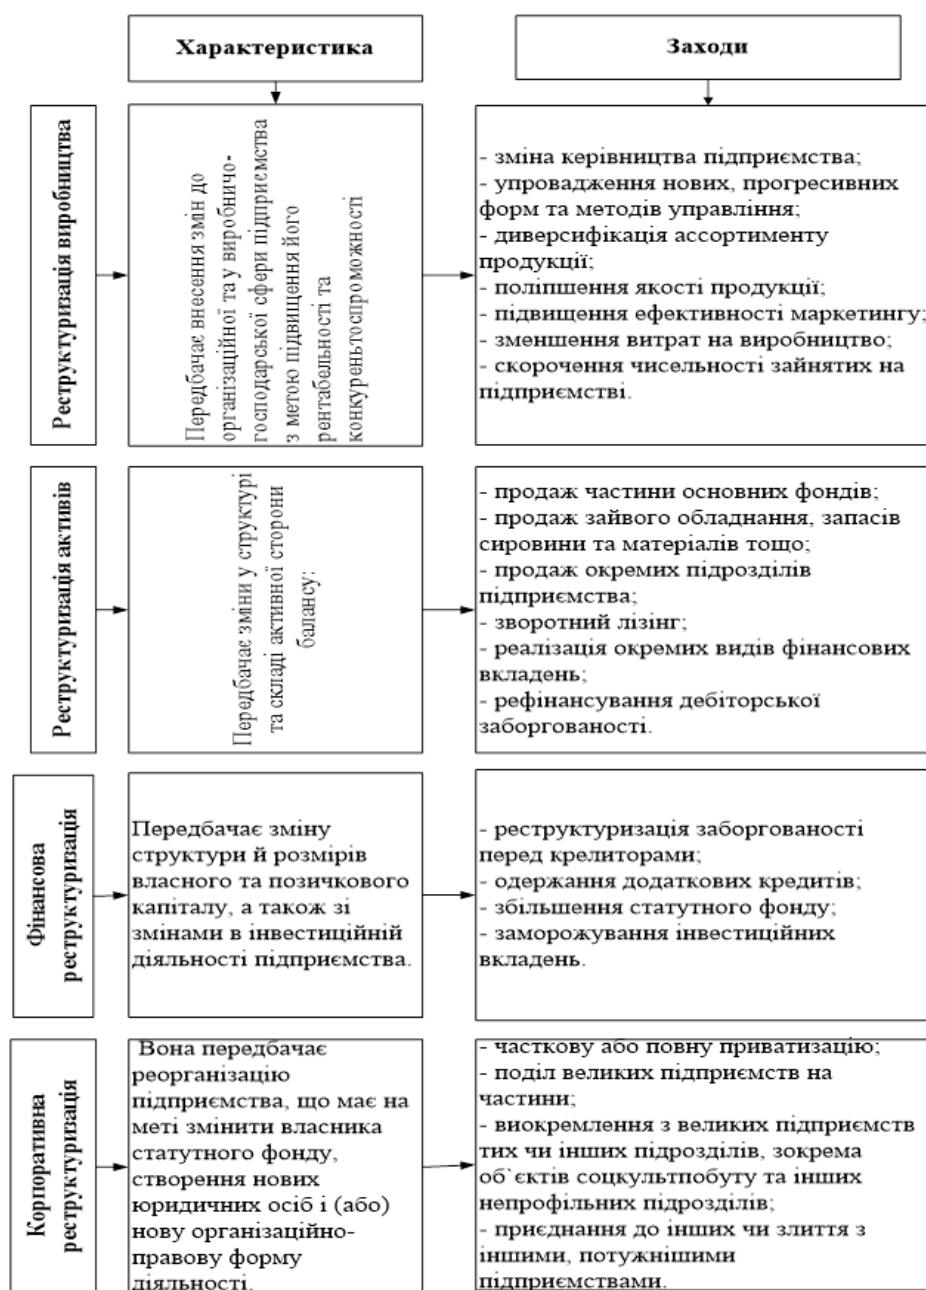 Характеристика
Заходи
Реструктуризація виробництва
Передбачає внесення змін до
організаційної та у виробничо-
господарської сфери підприємства
з метою підвищення його
рентабельності та
конкуреньтоспроможності
- зміна керівництва підприємства;
- упровадження нових, прогресивних
форм та методів управління;
- диверсифікація ассортименту
продукції;
- поліпшення якості продукції;
- підвищення ефективності маркетингу;
- зменшення витрат на виробництво;
- скорочення чисельності зайнятих на
підприємстві.
Реструктуризація активів
Передбачає зміни у структурі
та складі активної сторони
балансу;
- продаж частини основних фондів;
- продаж зайвого обладнання, запасів
сировини та матеріалів тощо;
- продаж окремих підрозділів
підприємства;
- зворотний лізінг;
- реалізація окремих видів фінансових
вкладень;
- рефінансування дебіторської
заборгованості.
Фінансова
реструктуризація
Передбачає зміну
структури й розмірів
власного та позичкового
капіталу, а також зі
змінами в інвестиційній
діяльності підприємства.
- реструктуризація заборгованості
перед крелиторами;
- одержання додаткових кредитів;
- збільшення статутного фонду;
- заморожування інвестиційних
вкладень.
Корпоративна
реструктуризація
Вона передбачає
реорганізацію
підприємства, що має на
меті змінити власника
статутного фонду,
створення нових
юридичних осіб і (або)
нову організаційно-
правову форму
діяльності.
- часткову або повну приватизацію;
- поділ великих підприємств на
частини;
- виокремлення з великих підприємств
тих чи інших підрозділів, зокрема
об`єктів соцкультпобуту та інших
непрофільних підрозділів;
- приєднання до інших чи злиття з
іншими, потужнішими
підприємствами.